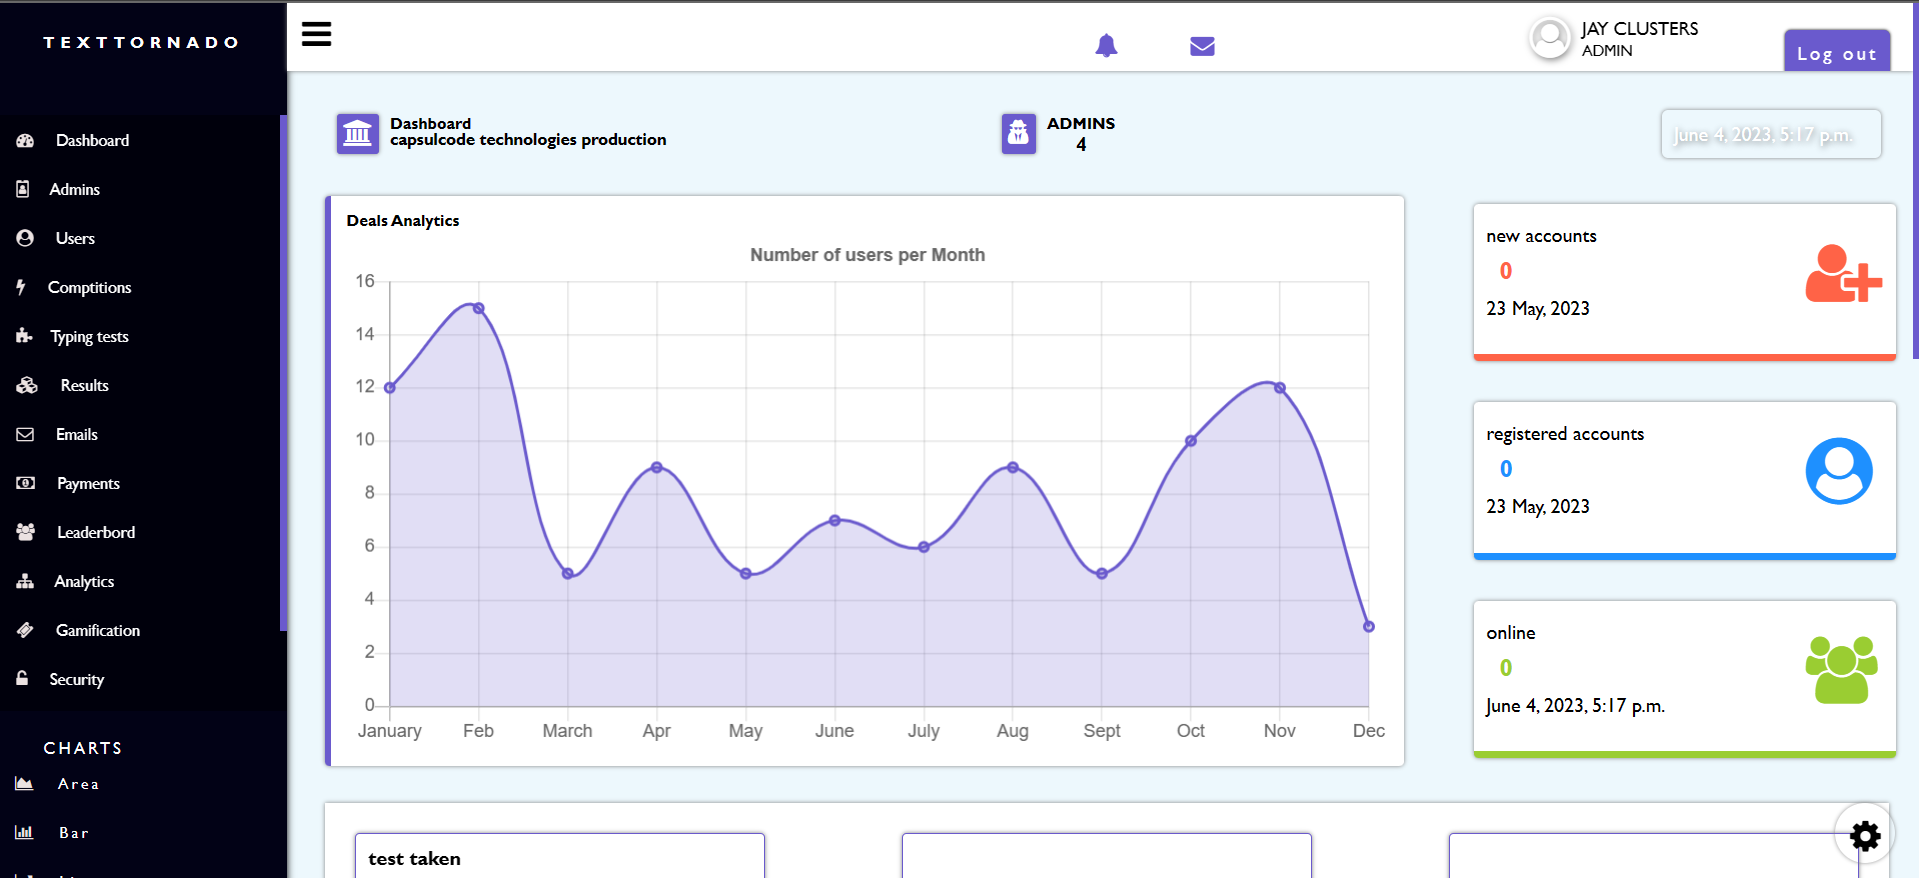 TEXTTORNADO
Dashboard
Admins
Users
Comptitions
Typing tests
Results
Emails
Payments
Leaderbord
Analytics
Gamification
Security
CHARTS
Area
Bar
JAY CLUSTERS
ADMIN
Log out
Dashboard
capsulcode technologies production
ADMINS
4
June 4, 2023, 5:17 p.m.
Deals Analytics
Number of users per Month
16
14
12
10
8
6
4
2
0
January Feb March Apr May June July Aug Sept Oct Nov Dec
new accounts
0
23 May, 2023
registered accounts
0
23 May, 2023
online
0
June 4, 2023, 5:17 p.m.
test taken